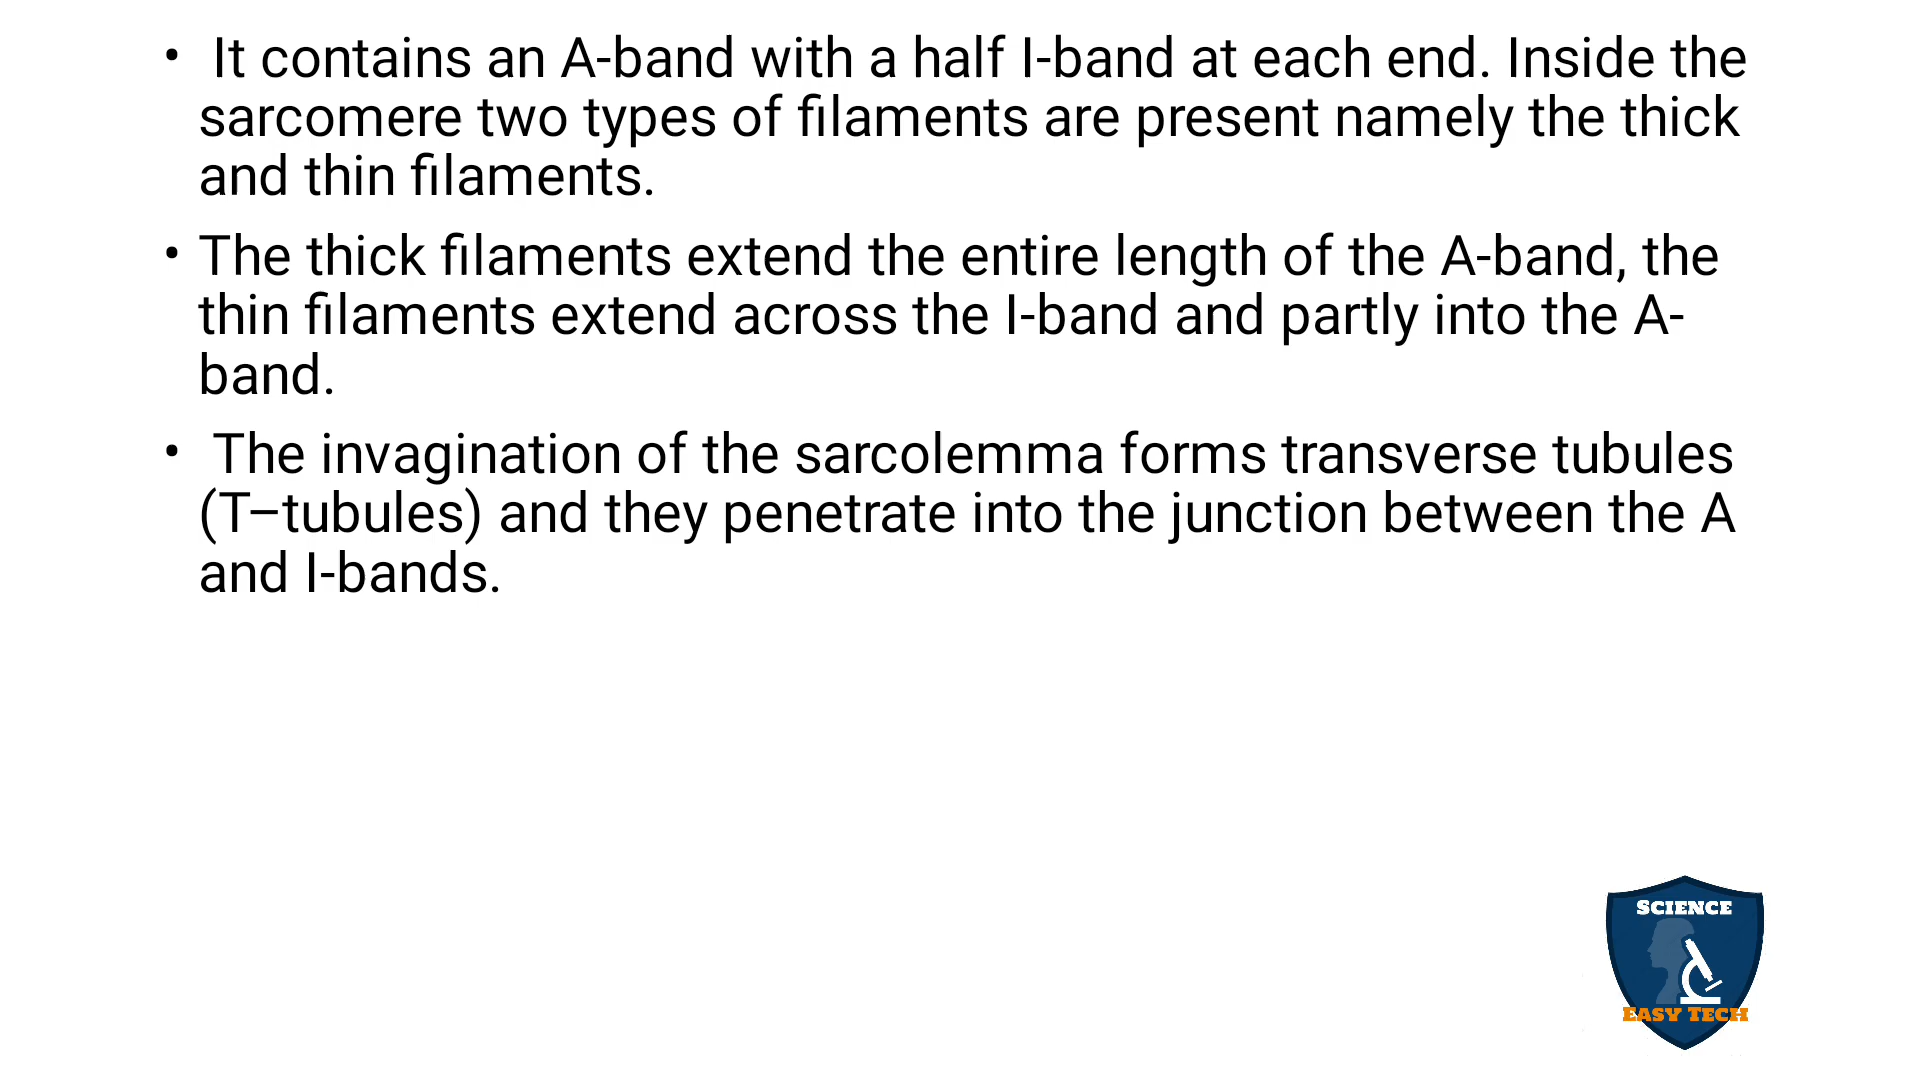 • It contains an A-band with a half I-band at each end. Inside the
sarcomere two types of filaments are present namely the thick
and thin filaments.
• The thick filaments extend the entire length of the A-band, the
thin filaments extend across the I-band and partly into the A-
band.
• The invagination of the sarcolemma forms transverse tubules
(T–tubules) and they penetrate into the junction between the A
and I-bands.
SCIENCE
EASY TECH